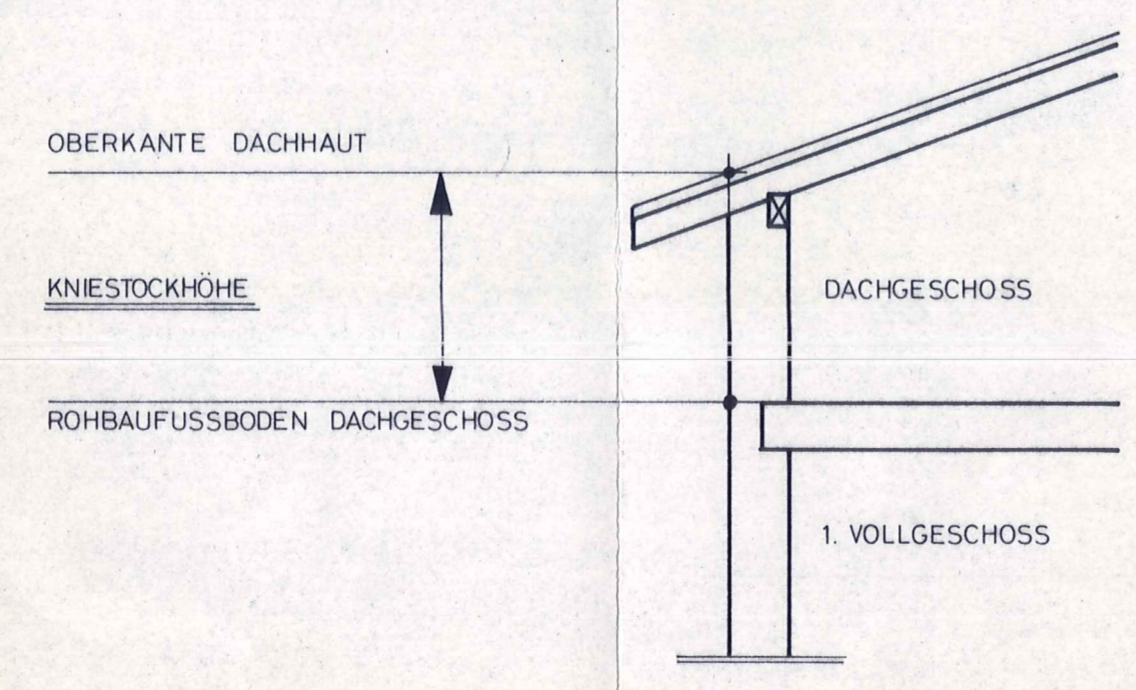 OBERKANTE DACHHAUT
KNIESTOCKHÖHE
DACHGESCHOSS
ROHBAUFUSSBODEN DACHGESCHOSS
1. VOLLGESCHOSS